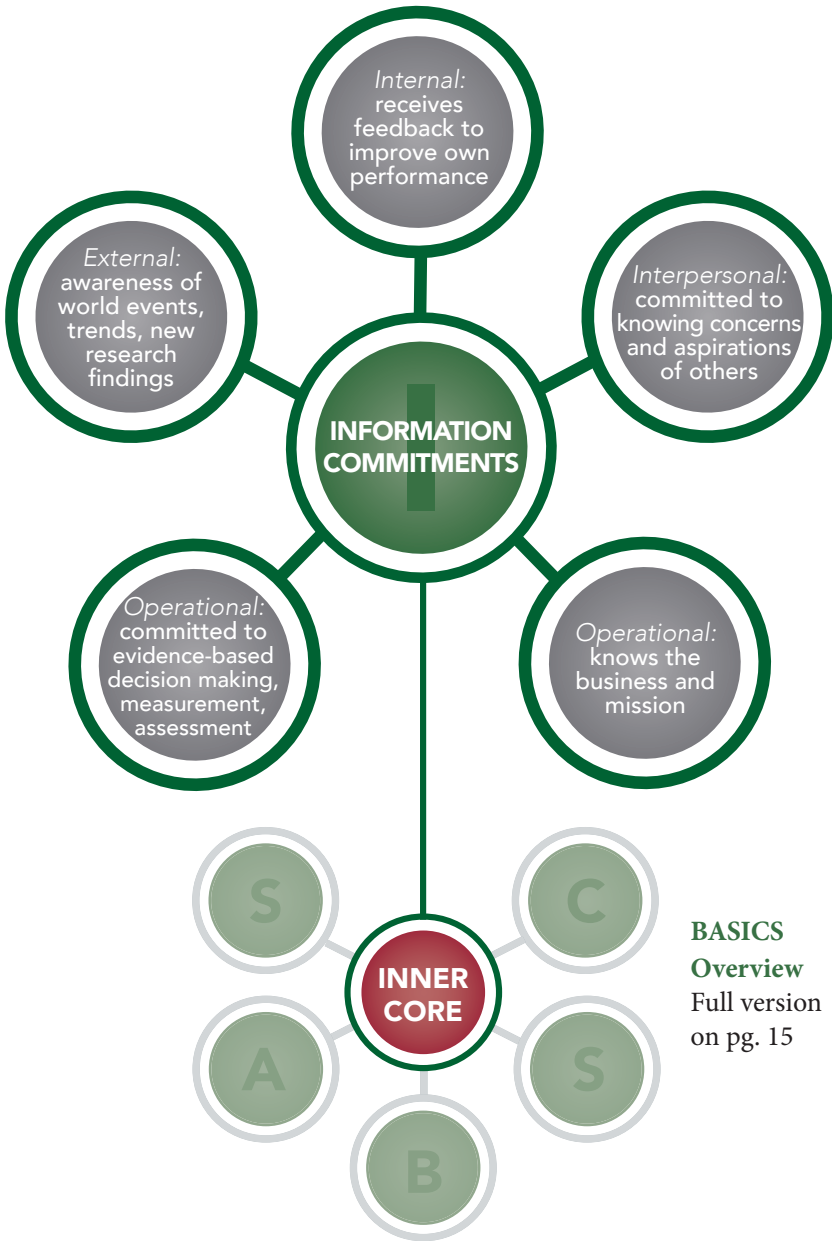 Internal:
receives
feedback to
improve own
performance
External:
awareness of
world events,
trends, new
research
findings
Interpersonal:
committed to
knowing concerns
and aspirations
of others
I
INFORMATION
COMMITMENTS
Operational:
committed to
evidence-based
decision making,
measurement,
assessment
Operational:
knows the
business and
mission
S
C
INNER
CORE
A
S
B
BASICS
Overview
Full version
on pg. 15